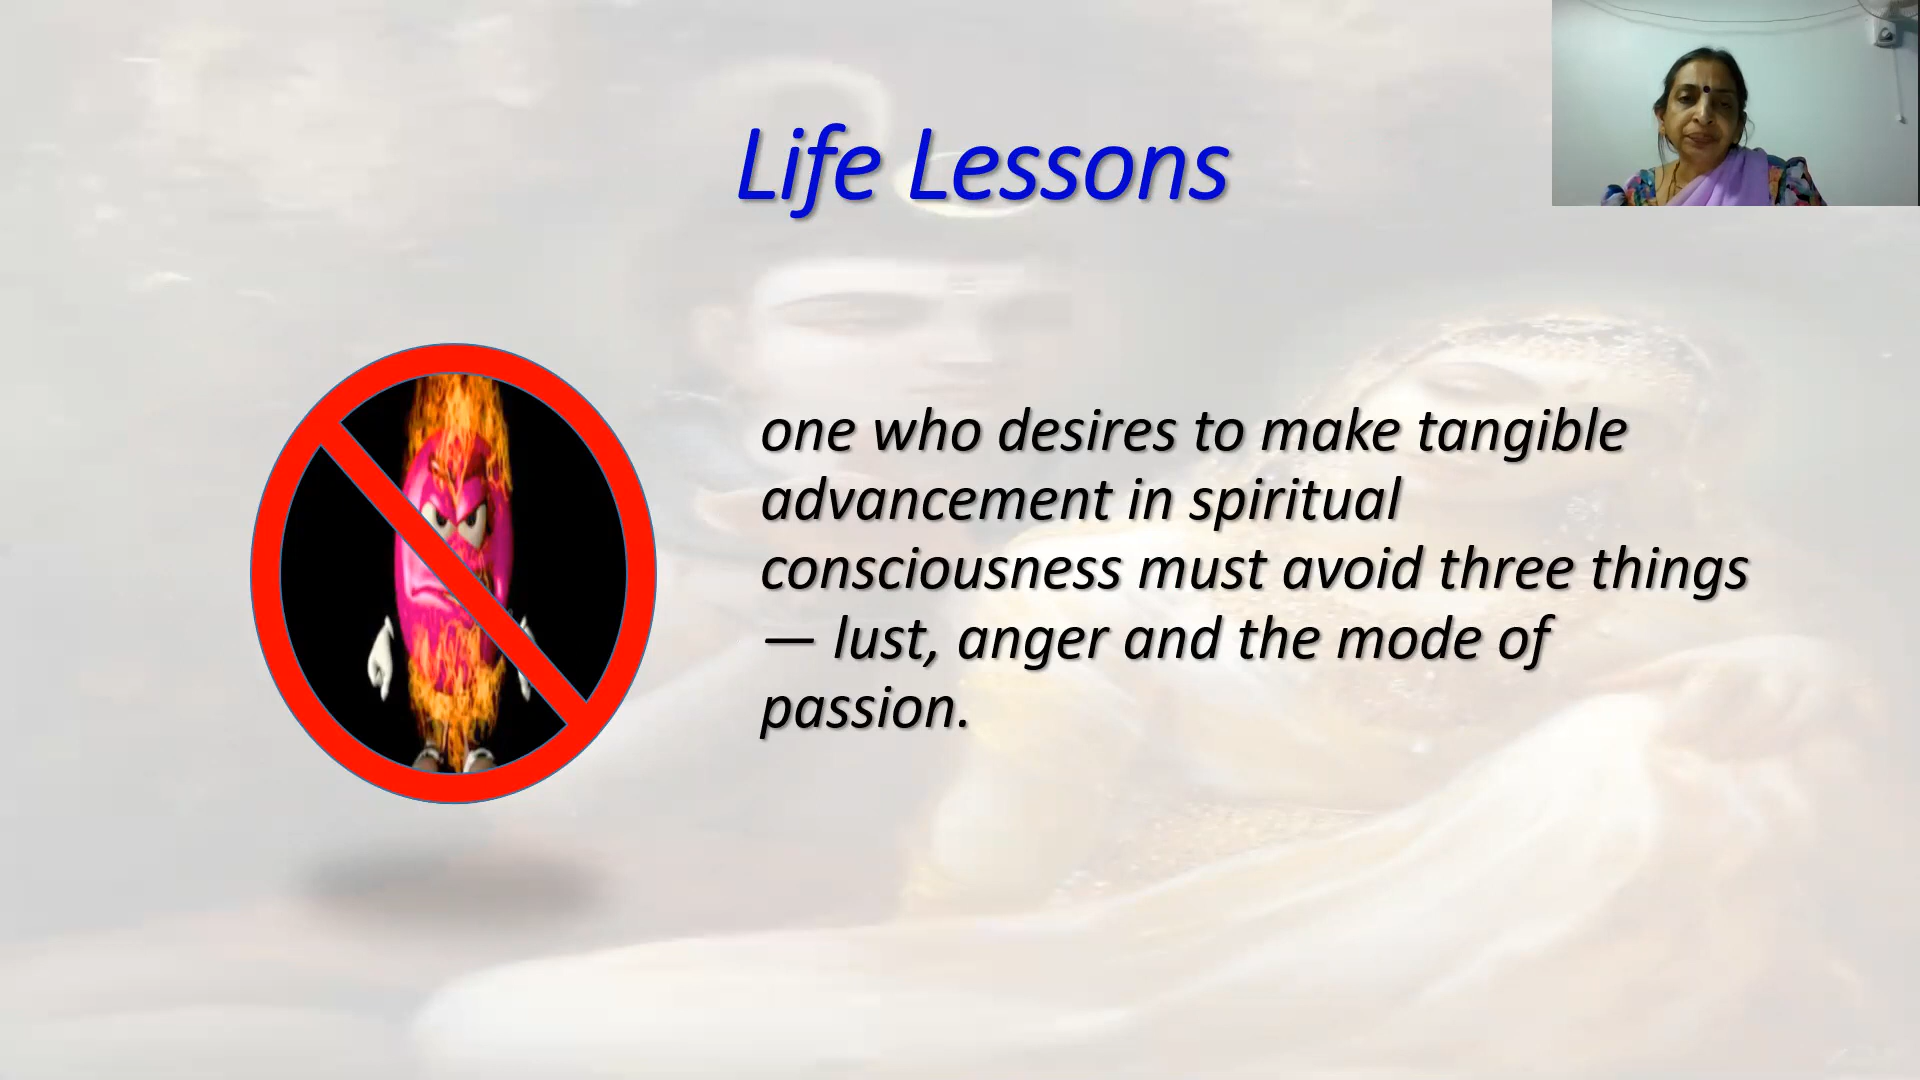 Life Lessons
one who desires to make tangible
advancement in spiritual
consciousness must avoid three things
— lust, anger and the mode of
passion.